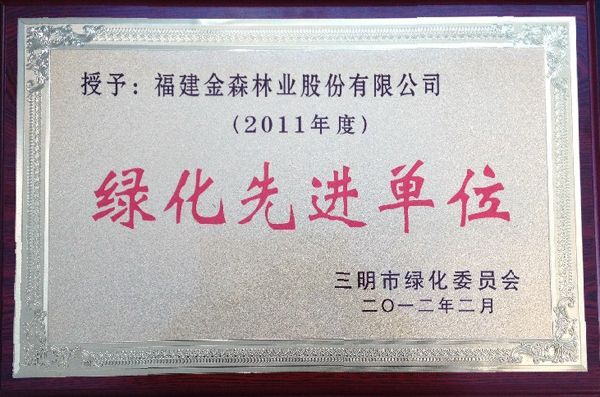 授予：福建金森林业股份有限公司
（2011年度）
绿化先进单位
三明市绿化委员会
二〇一二年二月